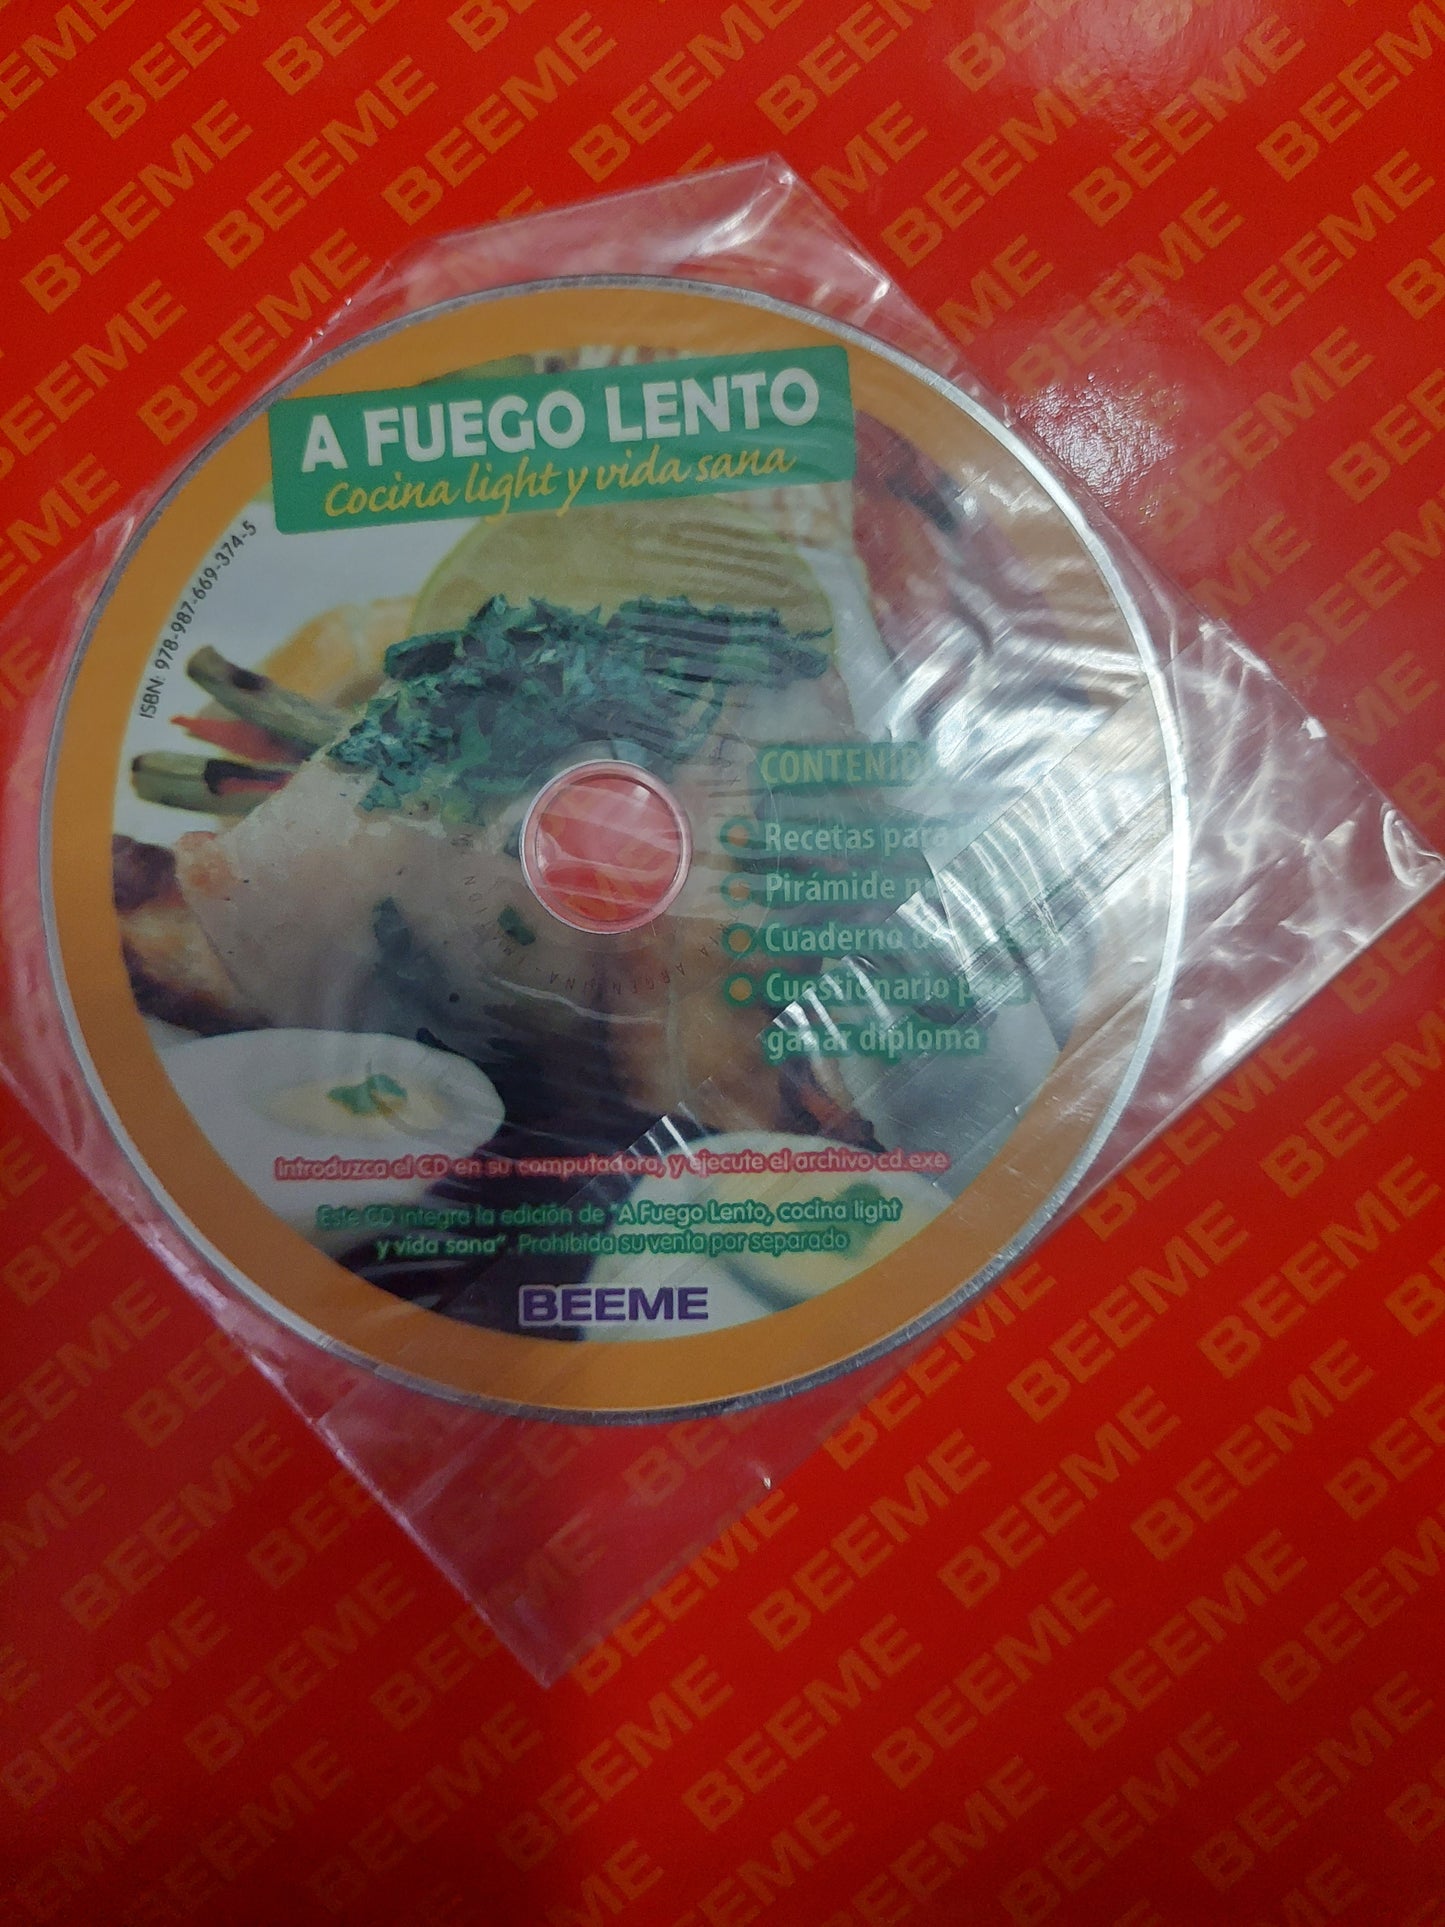 A FUEGO LENTO
Cocina light y vida sana
ISBN: 978-987-669-374-5
Recetas para
Pirámide
Cuaderno
Cuestionario para
ganar diploma
Introduzca el CD en su computadora, y ejecute el archivo cd.exe
Este CD integra la edición de "A Fuego Lento, cocina light
y vida sana". Prohibida su venta por separado
BEEME